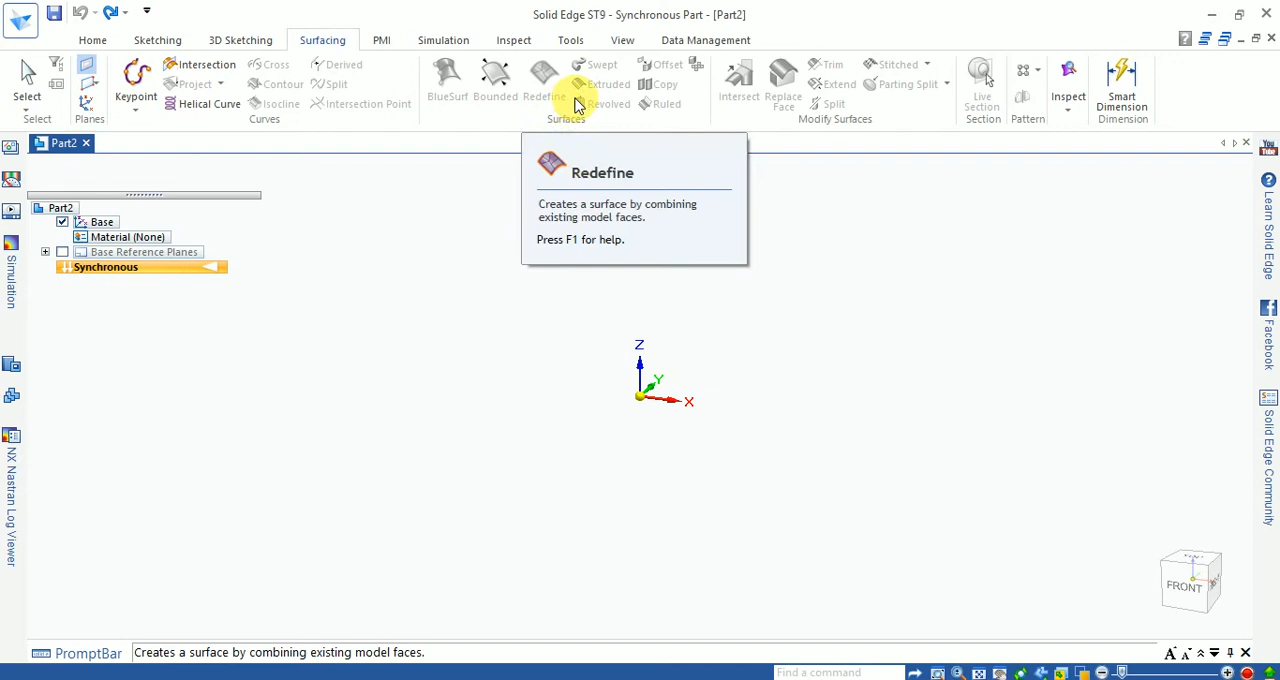 Solid Edge ST9 - Synchronous Part - [Part2]
Home Sketching 3D Sketching Surfacing PMI Simulation Inspect Tools View Data Management
Select
Select
Planes
Keypoint
Intersection
Project
Helical Curve
Cross
Contour
Isocline
Derived
Split
Intersection Point
Curves
BlueSurf
Bounded
Redefine
Swept
Extruded
Revolved
Offset
Copy
Ruled
Surfaces
Intersect
Replace
Face
Trim
Extend
Split
Stitched
Parting Split
Modify Surfaces
Live
Section
Section
Pattern
Inspect
Smart
Dimension
Dimension
Part2
Redefine
Creates a surface by combining
existing model faces.
Press F1 for help.
Part2
Base
Material (None)
Base Reference Planes
Synchronous
Simulation
NX Nastran Log Viewer
Z
Y
X
FRONT
You
Tube
Learn Solid Edge
Facebook
Solid Edge Community
PromptBar
Creates a surface by combining existing model faces.
Find a command